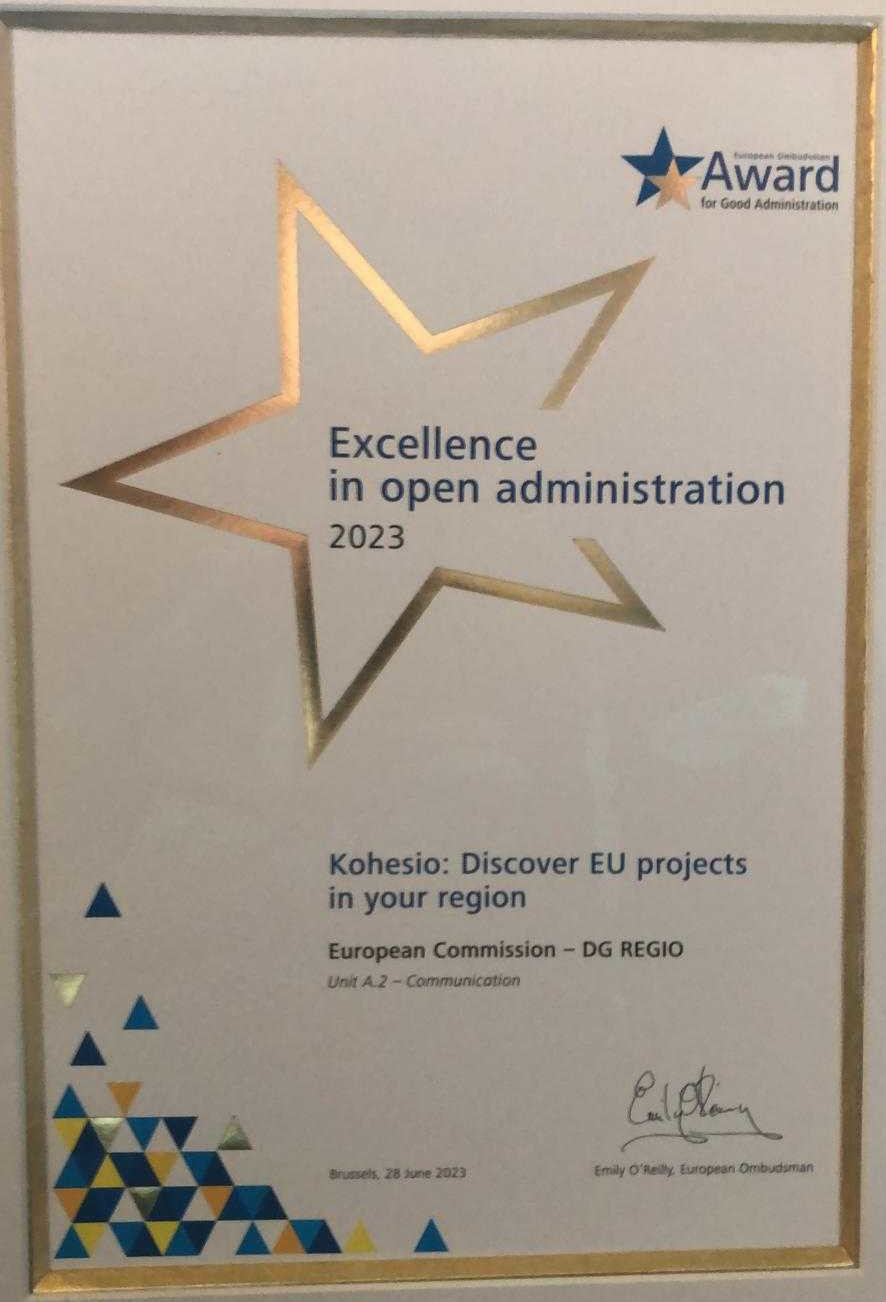 European Ombudsman
Award
for Good Administration
Excellence
in open administration
2023
Kohesio: Discover EU projects
in your region
European Commission – DG REGIO
Unit A.2 – Communication
Emily O'Reilly
Brussels, 28 June 2023
Emily O'Reilly, European Ombudsman